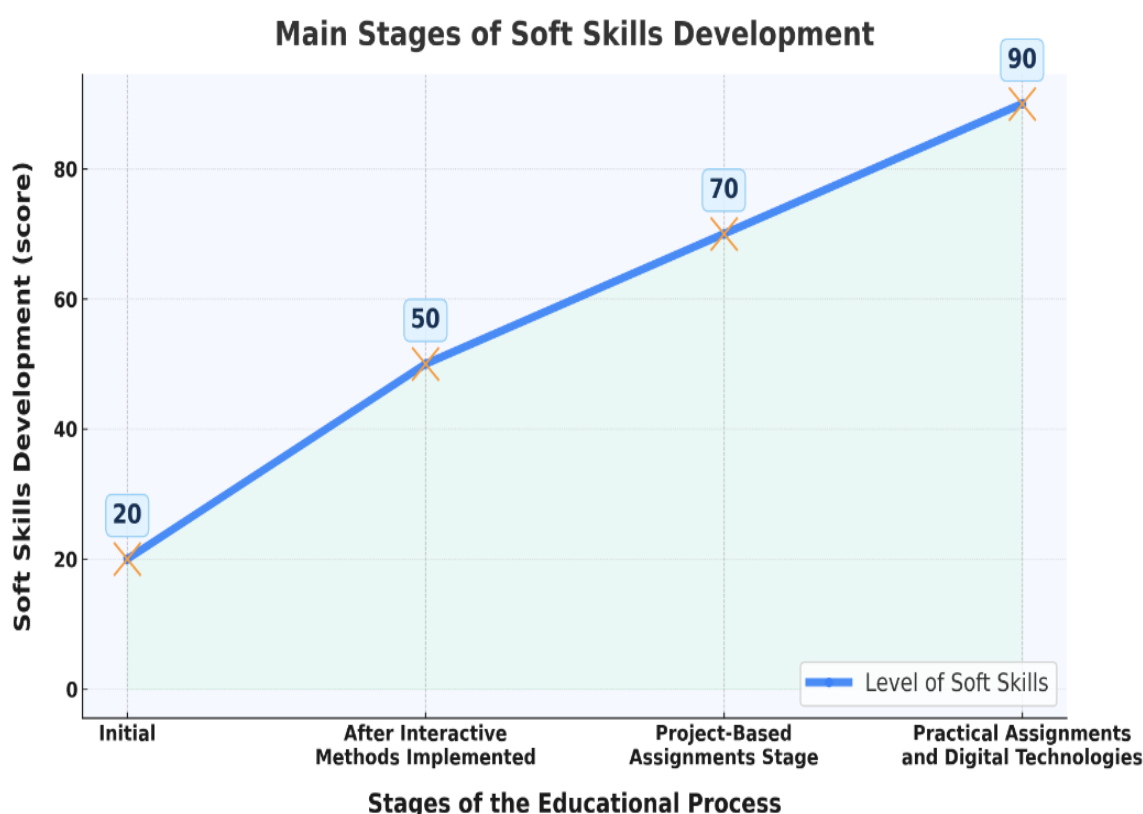 Main Stages of Soft Skills Development
Soft Skills Development (score)
80
60
40
20
0
20
50
70
90
Level of Soft Skills
Initial
After Interactive
Methods Implemented
Project-Based
Assignments Stage
Practical Assignments
and Digital Technologies
Stages of the Educational Process